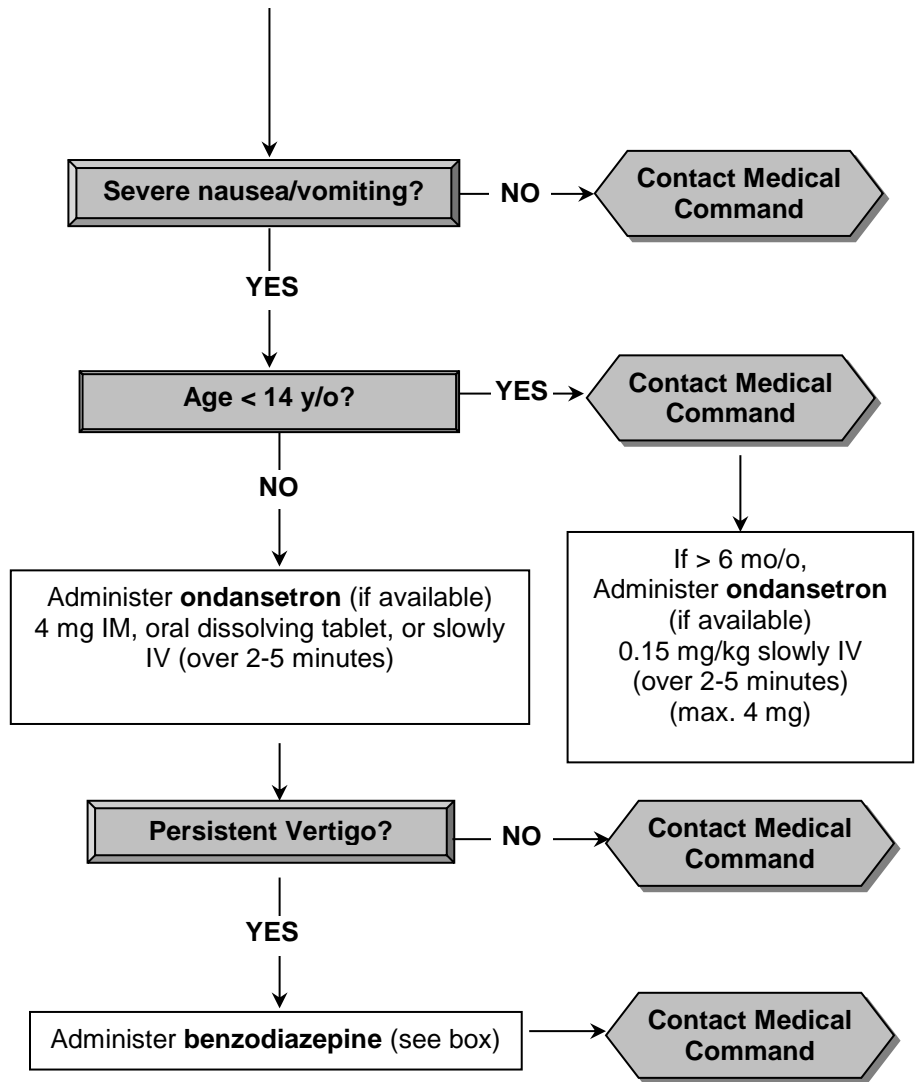 Severe nausea/vomiting?
NO
Contact Medical
Command
YES
Age < 14 y/o?
YES
Contact Medical
Command
NO
Administer ondansetron (if available)
4 mg IM, oral dissolving tablet, or slowly
IV (over 2-5 minutes)
If > 6 mo/o,
Administer ondansetron
(if available)
0.15 mg/kg slowly IV
(over 2-5 minutes)
(max. 4 mg)
Persistent Vertigo?
NO
Contact Medical
Command
YES
Administer benzodiazepine (see box)
Contact Medical
Command